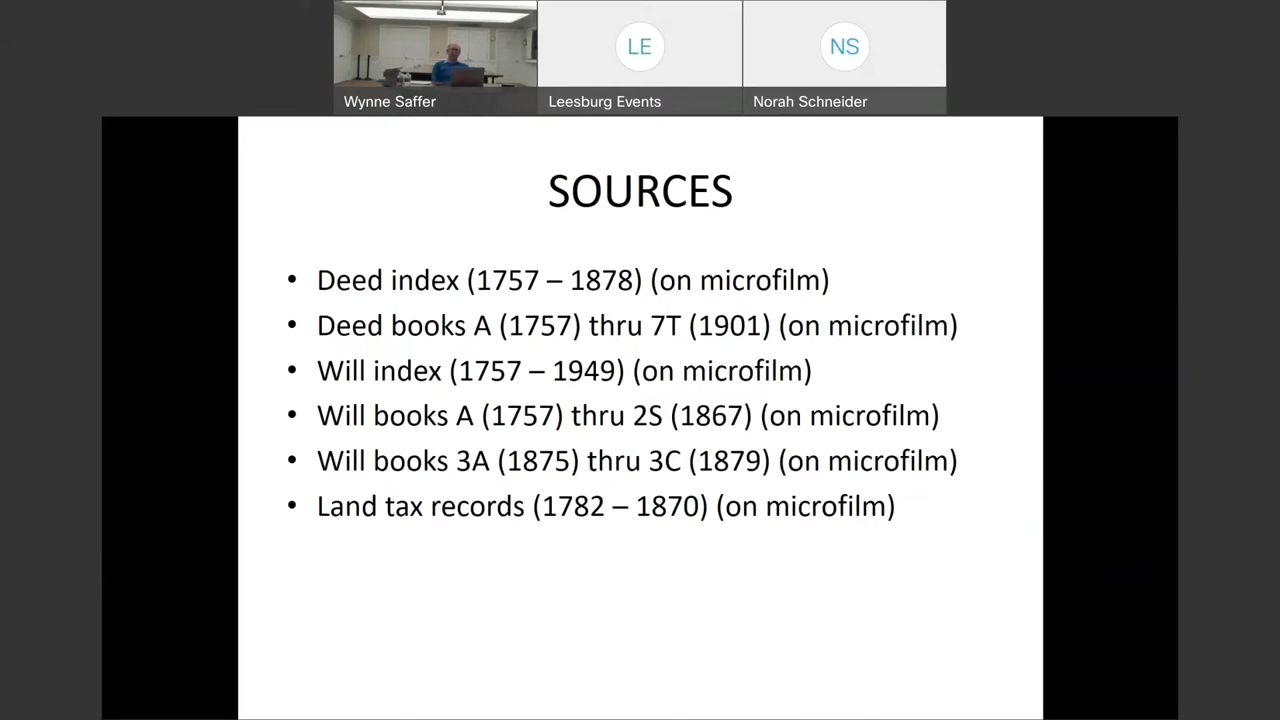 LE
NS
Wynne Saffer
Leesburg Events
Norah Schneider
SOURCES
• Deed index (1757 – 1878) (on microfilm)
• Deed books A (1757) thru 7T (1901) (on microfilm)
• Will index (1757 – 1949) (on microfilm)
• Will books A (1757) thru 2S (1867) (on microfilm)
• Will books 3A (1875) thru 3C (1879) (on microfilm)
• Land tax records (1782 – 1870) (on microfilm)